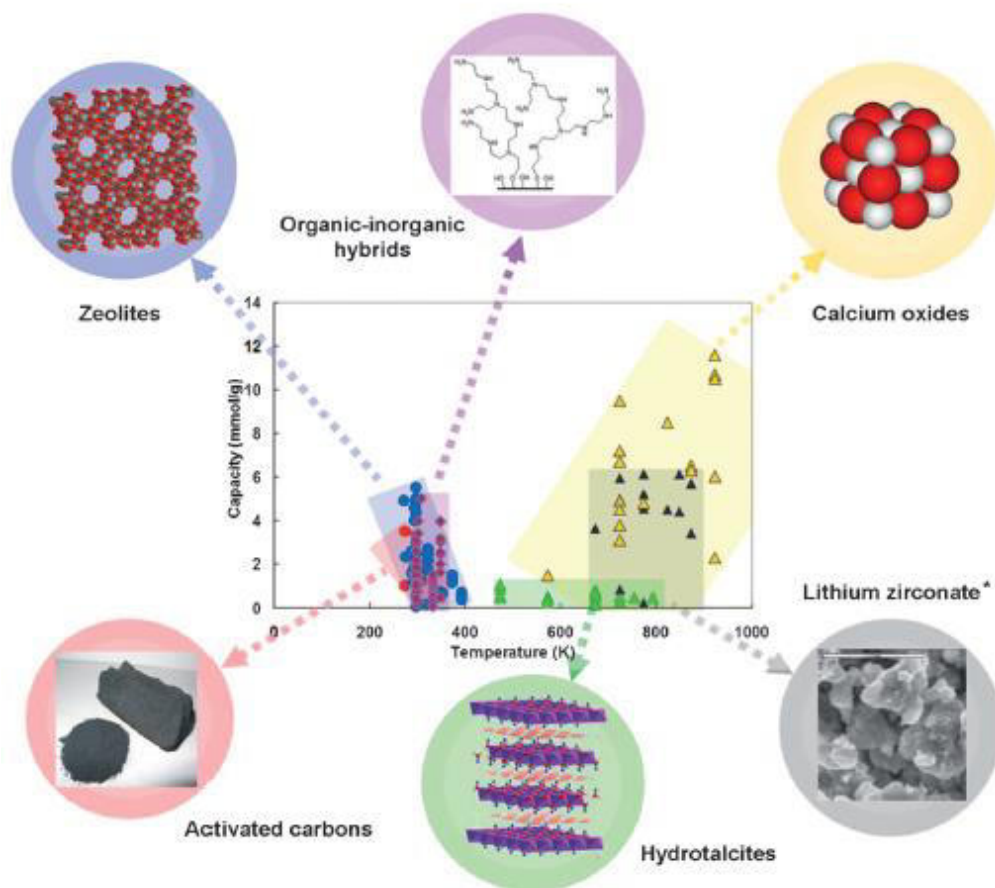 Organic-inorganic
hybrids
Zeolites
Calcium oxides
14
12
10
8
6
4
2
0
Capacity (mmol/g)
0
200
400
600
800
1000
Temperature (K)
Lithium zirconate*
Activated carbons
Hydrotalcites